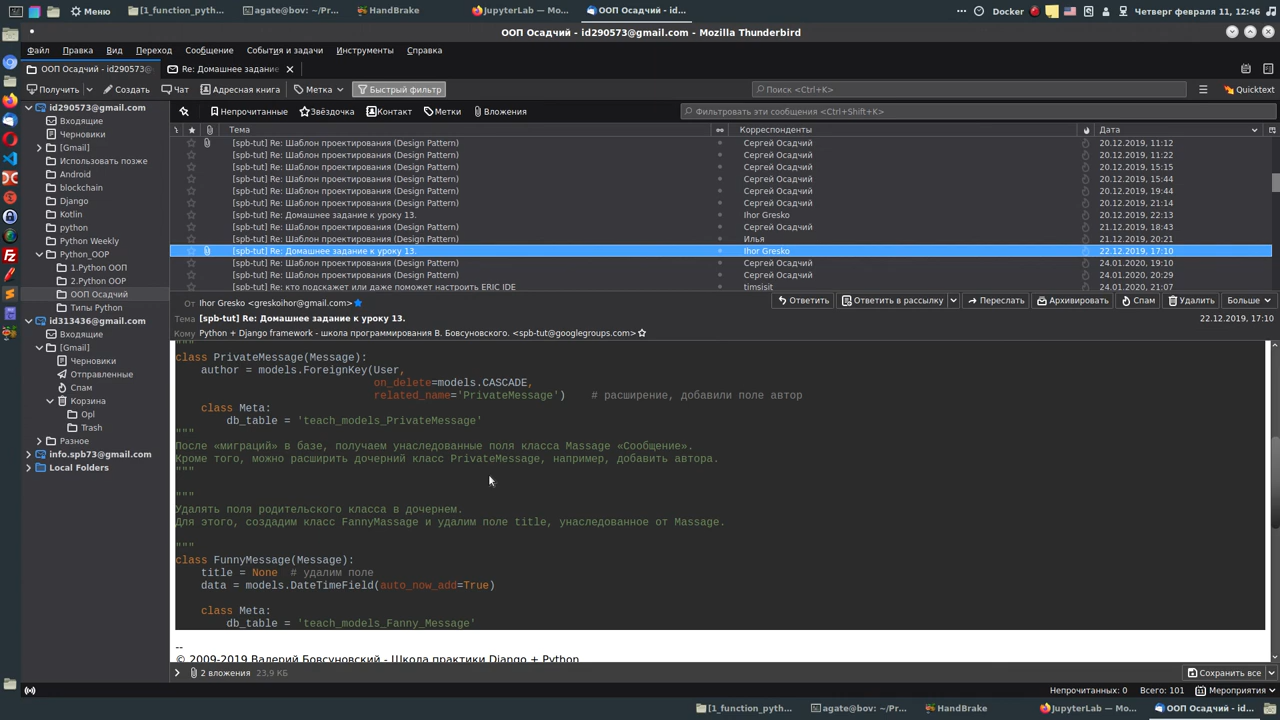 Меню
[1_function_pyth...
agate@bov: ~/Pr...
HandBrake
JupyterLab — Mo...
ООП Осадчий - id...
Docker
Четверг февраля 11, 12:46
ООП Осадчий - id290573@gmail.com - Mozilla Thunderbird
Файл Правка Вид Переход Сообщение События и задачи Инструменты Справка
ООП Осадчий - id290573@g
Re: Домашнее задание
Получить Создать Чат Адресная книга Метка Быстрый фильтр
Поиск <Ctrl+K>
Quicktext
id290573@gmail.com
Входящие
Черновики
[Gmail]
Использовать позже
Android
blockchain
Django
Kotlin
python
Python Weekly
Python_OOP
1.Python ООП
2.Python OOP
ООП Осадчий
Типы Python
id313436@gmail.com
Входящие
[Gmail]
Черновики
Отправленные
Спам
Корзина
Opl
Trash
Разное
info.spb73@gmail.com
Local Folders
Непрочитанные Звёздочка Контакт Метки Вложения
Фильтровать эти сообщения <Ctrl+Shift+K>
Тема Корреспонденты Дата
[spb-tut] Re: Шаблон проектирования (Design Pattern) Сергей Осадчий 20.12.2019, 11:12
[spb-tut] Re: Шаблон проектирования (Design Pattern) Сергей Осадчий 20.12.2019, 11:22
[spb-tut] Re: Шаблон проектирования (Design Pattern) Сергей Осадчий 20.12.2019, 15:15
[spb-tut] Re: Шаблон проектирования (Design Pattern) Сергей Осадчий 20.12.2019, 15:44
[spb-tut] Re: Шаблон проектирования (Design Pattern) Сергей Осадчий 20.12.2019, 19:44
[spb-tut] Re: Шаблон проектирования (Design Pattern) Сергей Осадчий
[spb-tut] Re: Домашнее задание к уроку 13. Ihor Gresko 20.12.2019, 22:13
[spb-tut] Re: Шаблон проектирования (Design Pattern) Сергей Осадчий 21.12.2019, 18:43
[spb-tut] Re: Шаблон проектирования (Design Pattern) Илья 21.12.2019, 20:21
[spb-tut] Re: Домашнее задание к уроку 13. Ihor Gresko 22.12.2019, 17:10
[spb-tut] Re: Шаблон проектирования (Design Pattern) Сергей Осадчий 24.01.2020, 19:10
[spb-tut] Re: Шаблон проектирования (Design Pattern) Сергей Осадчий 24.01.2020, 20:29
[spb-tut] Re: кто подскажет или даже поможет настроить ERIC IDE timsisit 24.01.2020, 21:07
От Ihor Gresko <greskoihor@gmail.com>
Ответить Ответить в рассылку Переслать Архивировать Спам Удалить Больше
Тема [spb-tut] Re: Домашнее задание к уроку 13. 22.12.2019, 17:10
Кому Python + Django framework - школа программирования В. Бовсуновского. <spb-tut@googlegroups.com>
"""
class PrivateMessage(Message):
author = models.ForeignKey(User,
on_delete=models.CASCADE,
related_name='PrivateMessage') # расширение, добавили поле автор
class Meta:
db_table = 'teach_models_PrivateMessage'
"""
После «миграций» в базе, получаем унаследованные поля класса Massage «Сообщение».
Кроме того, можно расширить дочерний класс PrivateMessage, например, добавить автора.
"""
"""
Удалять поля родительского класса в дочернем.
Для этого, создадим класс FannyMassage и удалим поле title, унаследованное от Massage.
"""
class FunnyMessage(Message):
title = None # удалим поле
data = models.DateTimeField(auto_now_add=True)
class Meta:
db_table = 'teach_models_Fanny_Message'
--
© 2009-2019 Валерий Бовсуновский - Школа практики Django + Python
2 вложения 23,9 КБ
Сохранить все
Непрочитанных: 0 Всего: 101 Мероприятия
[1_function_pyth...
agate@bov: ~/Pr...
HandBrake
JupyterLab — Mo...
ООП Осадчий - id...